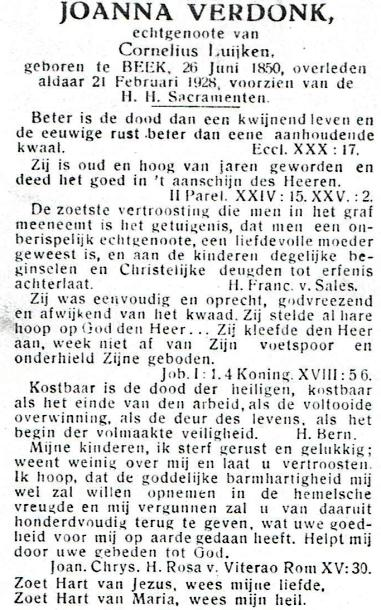 JOANNA VERDONK,
echtgenoote van
Cornelius Luijken,
geboren te BEEK, 26 Juni 1850, overleden
aldaar 21 Februari 1928, voorzien van de
H. H. Sacramenten.
Beter is de dood dan een kwijnend leven en
de eeuwige rust beter dan eene aanhoudende
kwaal. Eccl. XXX : 17.
Zij is oud en hoog van jaren geworden en
deed het goed in 't aanschijn des Heeren.
II Parel. XXIV : 15. XXV. : 2.
De zoetste vertroosting die men in het graf
meeneemt is het getuigenis, dat men een on-
berispelijk echtgenoote, een liefdevolle moeder
geweest is, en aan de kinderen degelijke be-
ginselen en Christelijke deugden tot erfenis
achterlaat. H. Franc. v. Sales.
Zij was eenvoudig en oprecht, godvreezend
en afwijkend van het kwaad. Zij stelde al hare
hoop op God den Heer... Zij kleefde den Heer
aan, week niet af van Zijn voetspoor en
onderhield Zijne geboden.
Job. I : 1. 4 Koning. XVIII : 5 6.
Kostbaar is de dood der heiligen, kostbaar
als het einde van den arbeid, als de voltooide
overwinning, als de deur des levens, als het
begin der volmaakte veiligheid. H. Bern.
Mijne kinderen, ik sterf gerust en gelukkig;
weent weinig over mij en laat u vertroosten.
Ik hoop, dat de goddelijke barmhartigheid mij
wel zal willen opnemen in de hemelsche
vreugde en mij vergunnen zal u van daaruit
honderdvoudig terug te geven, wat uwe goed-
heid voor mij op aarde gedaan heeft. Helpt mij
door uwe gebeden tot God.
Joan. Chrys. H. Rosa v. Viterao Rom XV: 30.
Zoet Hart van Jezus, wees mijne liefde,
Zoet Hart van Maria, wees mijn heil.